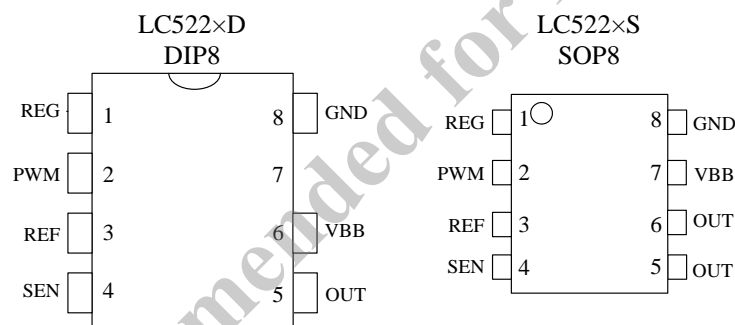 LC522×D
DIP8
REG 1 8 GND
PWM 2 7
REF 3 6 VBB
SEN 4 5 OUT
LC522×S
SOP8
REG 1 8 GND
PWM 2 7 VBB
REF 3 6 OUT
SEN 4 5 OUT